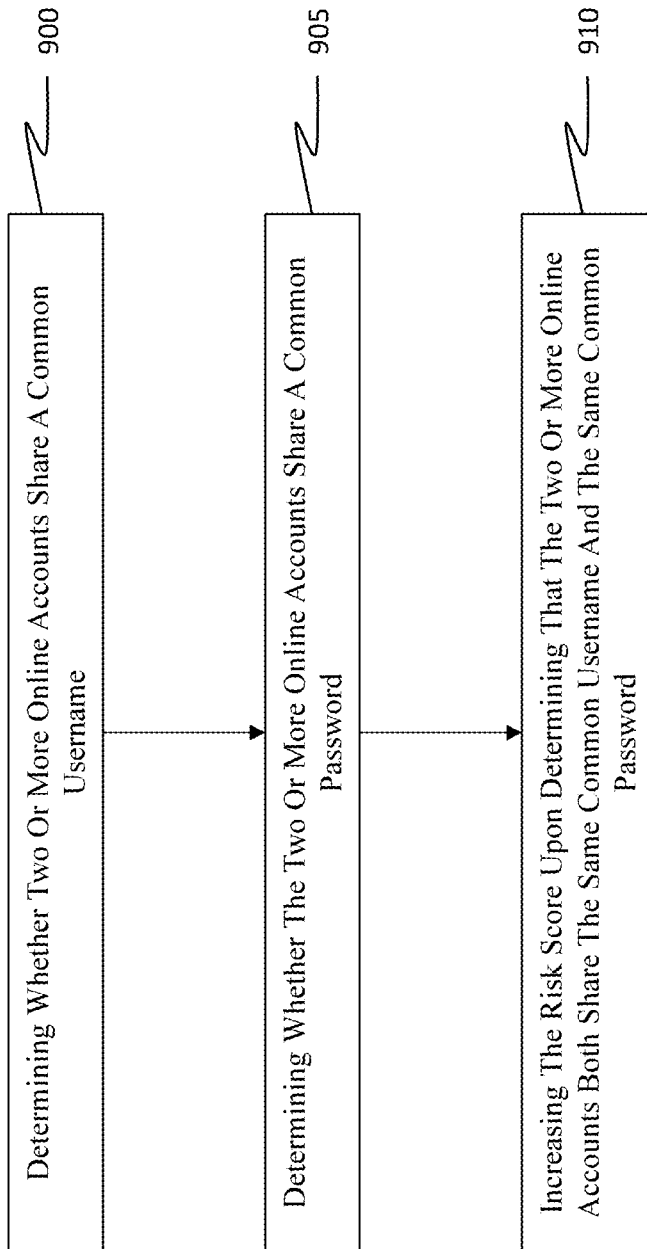 Determining Whether Two Or More Online Accounts Share A Common
Username
900
Determining Whether The Two Or More Online Accounts Share A Common
Password
905
Increasing The Risk Score Upon Determining That The Two Or More Online
Accounts Both Share The Same Common Username And The Same Common
Password
910